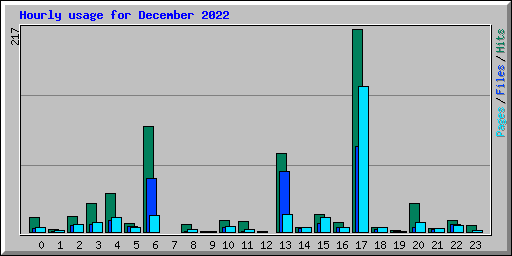 Hourly usage for December 2022
217
Pages/Files/Hits
0 1 2 3 4 5 6 7 8 9 10 11 12 13 14 15 16 17 18 19 20 21 22 23